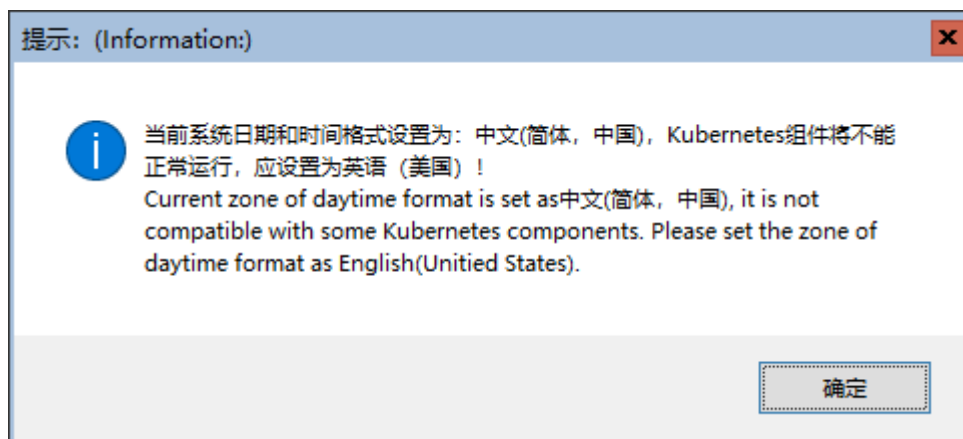 提示：(Information:)
当前系统日期和时间格式设置为：中文(简体，中国)，Kubernetes组件将不能
正常运行，应设置为英语（美国）！
Current zone of daytime format is set as中文(简体，中国), it is not
compatible with some Kubernetes components. Please set the zone of
daytime format as English(Unitied States).
确定